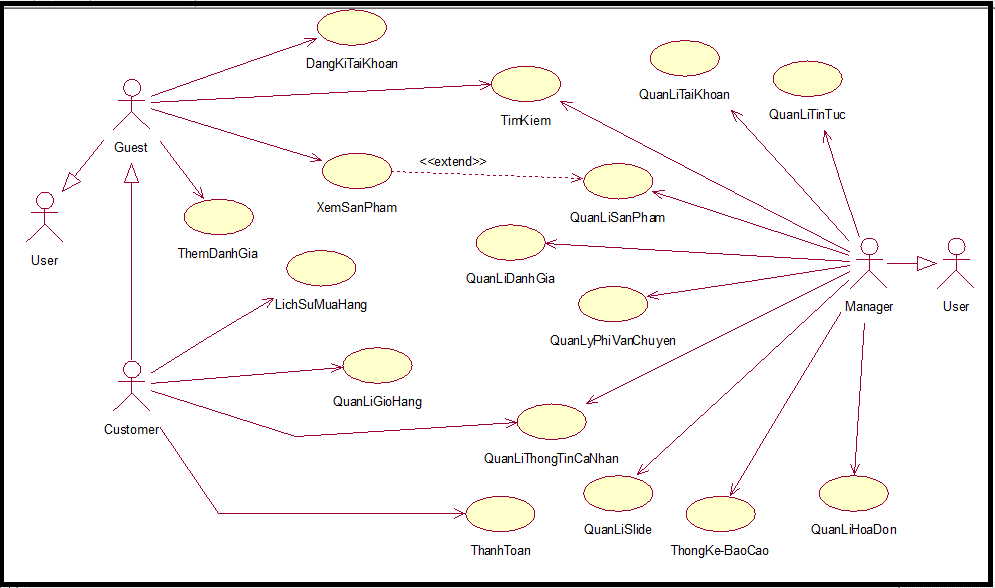 DangKiTaiKhoan
QuanLiTaiKhoan
QuanLiTinTuc
TimKiem
Guest
<<extend>>
XemSanPham
QuanLiSanPham
User
ThemDanhGia
QuanLiDanhGia
LichSuMuaHang
Manager
User
QuanLyPhiVanChuyen
QuanLiGioHang
Customer
QuanLiThongTinCaNhan
QuanLiSlide
ThongKe-BaoCao
QuanLiHoaDon
ThanhToan